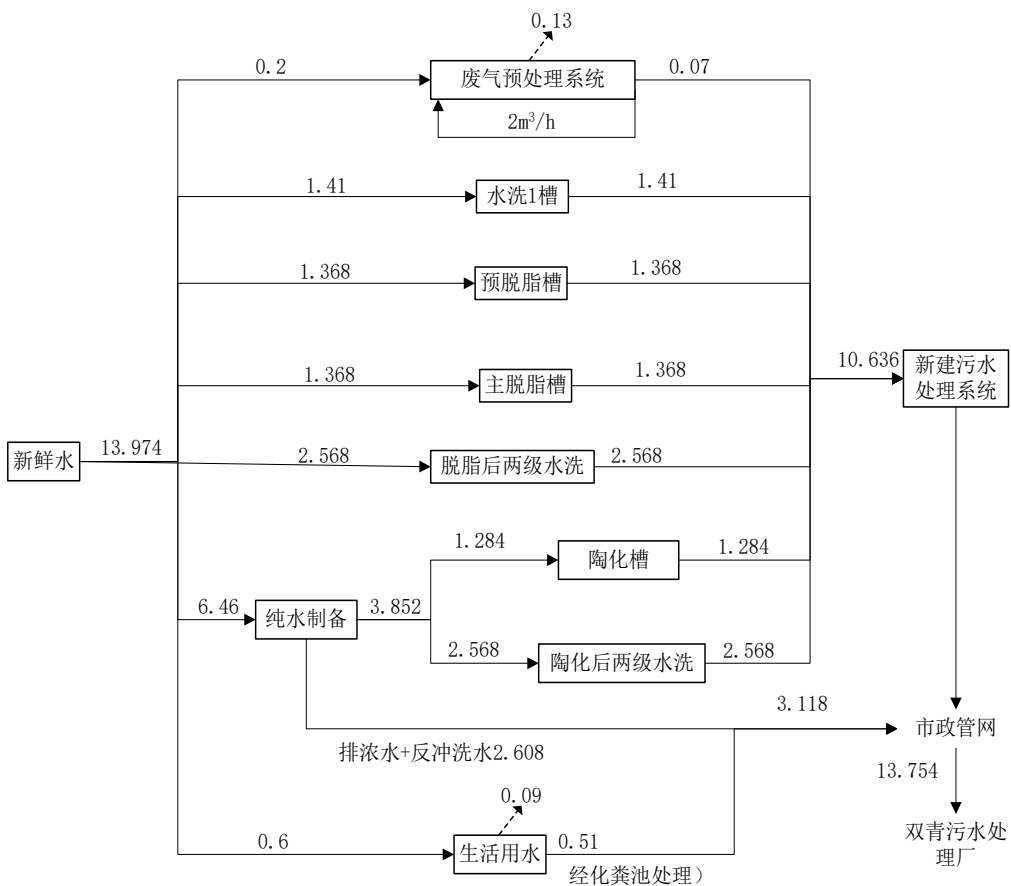 0.13
0.2
废气预处理系统
0.07
2m³/h
1.41
水洗1槽
1.41
1.368
预脱脂槽
1.368
1.368
主脱脂槽
1.368
10.636
新建污水
处理系统
新鲜水
13.974
2.568
脱脂后两级水洗
2.568
1.284
陶化槽
1.284
6.46
纯水制备
3.852
2.568
陶化后两级水洗
2.568
3.118
市政管网
排浓水+反冲洗水2.608
13.754
0.09
0.6
生活用水
0.51
经化粪池处理）
双青污水处
理厂